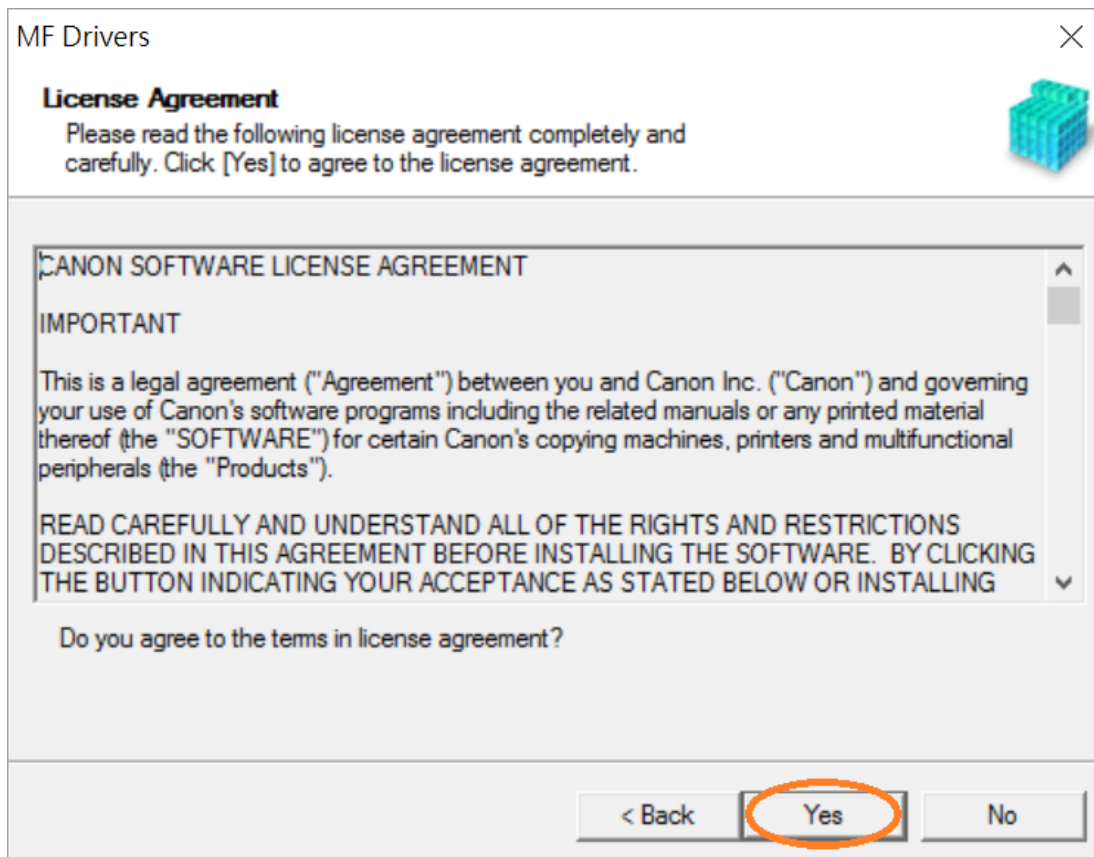 MF Drivers
License Agreement
Please read the following license agreement completely and
carefully. Click [Yes] to agree to the license agreement.
CANON SOFTWARE LICENSE AGREEMENT
IMPORTANT
This is a legal agreement ("Agreement") between you and Canon Inc. ("Canon") and governing
your use of Canon's software programs including the related manuals or any printed material
thereof (the "SOFTWARE") for certain Canon's copying machines, printers and multifunctional
peripherals (the "Products").
READ CAREFULLY AND UNDERSTAND ALL OF THE RIGHTS AND RESTRICTIONS
DESCRIBED IN THIS AGREEMENT BEFORE INSTALLING THE SOFTWARE.  BY CLICKING
THE BUTTON INDICATING YOUR ACCEPTANCE AS STATED BELOW OR INSTALLING
Do you agree to the terms in license agreement?
< Back Yes No